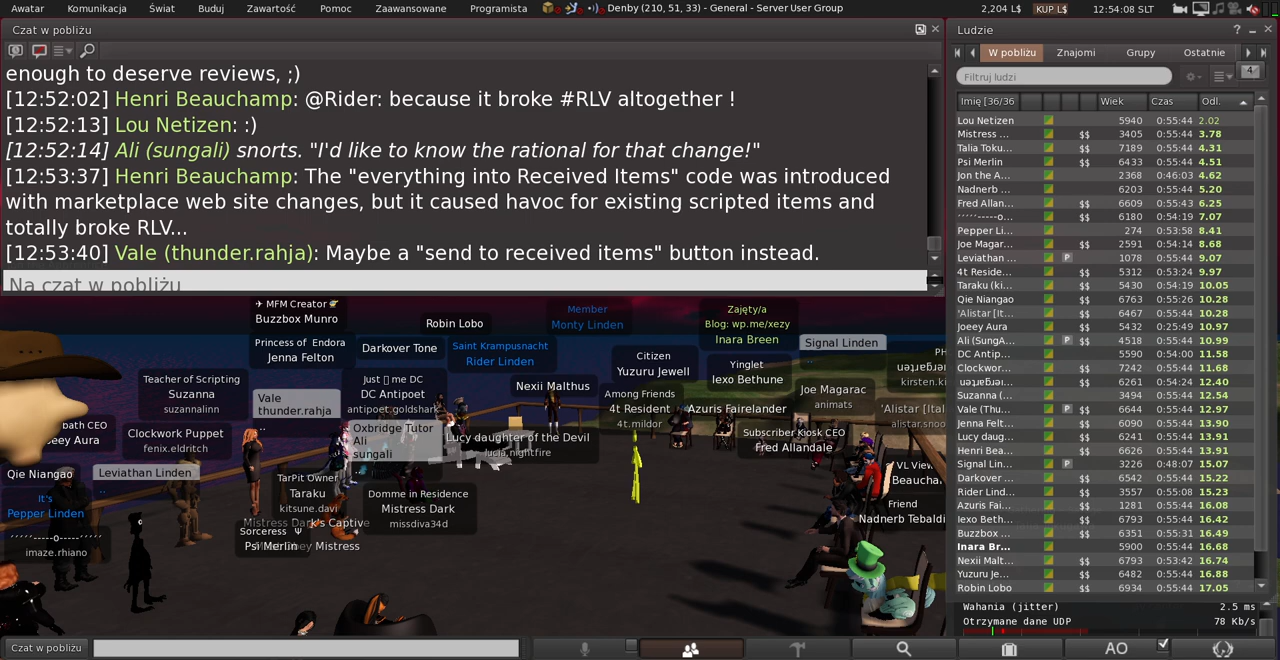 Awatar Komunikacja Świat Buduj Zawartość Pomoc Zaawansowane Programista Denby (210, 51, 33) - General - Server User Group 2,204 L$ KUP L$ 12:54:08 SLT
Czat w pobliżu
enough to deserve reviews, ;)
[12:52:02] Henri Beauchamp: @Rider: because it broke #RLV altogether !
[12:52:13] Lou Netizen: :)
[12:52:14] Ali (sungali) snorts. "I'd like to know the rational for that change!"
[12:53:37] Henri Beauchamp: The "everything into Received Items" code was introduced
with marketplace web site changes, but it caused havoc for existing scripted items and
totally broke RLV...
[12:53:40] Vale (thunder.rahja): Maybe a "send to received items" button instead.
Na czat w pobliżu
✈ MFM Creator
Buzzbox Munro
Robin Lobo
Member
Monty Linden
Zajęty/a
Blog: wp.me/xezy
Inara Breen
Princess of Endora
Jenna Felton
Darkover Tone
Saint Krampusnacht
Rider Linden
Signal Linden
Citizen
Yuzuru Jewell
Yinglet
Iexo Bethune
kirsten.ki
Teacher of Scripting
Suzanna
suzannalinn
Vale
thunder.rahja
Just me DC
DC Antipoet
antipoet.goldshark
Nexii Malthus
Among Friends
4t Resident
4t.mildor
Azuris Fairelander
Joe Magarac
animats
'Alistar [Ital
alistar.snoo
bath CEO
eey Aura
Clockwork Puppet
fenix.eldritch
Oxbridge Tutor
Ali
sungali
Lucy daughter of the Devil
lucia.nightfire
Subscriber Kiosk CEO
Fred Allandale
Qie Niangao
Leviathan Linden
VL View
Beaucha.
It's
Pepper Linden
TarPit Owner
Taraku
kitsune.davi
Domme in Residence
Mistress Dark
missdiva34d
Friend
Nadnerb Tebaldi
Mistress Dark's Captive
Sorceress Ψ
Psi Merlin
Mistress
′′′′′-----o-----′′′′′
imaze.rhiano
Czat w pobliżu
Ludzie
W pobliżu Znajomi Grupy Ostatnie
Filtruj ludzi 4
Imię [36/36 Wiek Czas Odl.
Lou Netizen 5940 0:55:44 2.02
Mistress ... $$ 3405 0:55:44 3.78
Talia Toku... $$ 7189 0:55:44 4.31
Psi Merlin $$ 6433 0:55:44 4.51
Jon the A... 2368 0:46:03 4.62
Nadnerb ... 6203 0:55:44 5.20
Fred Allan... $$ 6609 0:55:43 6.25
′′′′′-----o... $$ 6180 0:54:19 7.07
Pepper Li... 274 0:53:58 8.41
Joe Magar... $$ 2591 0:54:14 8.68
Leviathan ... P 1078 0:55:44 9.07
4t Reside... $$ 5312 0:53:24 9.97
Taraku (ki... $$ 5430 0:54:19 10.05
Qie Niangao $$ 6763 0:55:26 10.28
'Alistar [It... $$ 6467 0:55:44 10.28
Joeey Aura $$ 5432 0:25:49 10.97
Ali (SungA... P $$ 4518 0:55:44 10.99
DC Antip... 5590 0:54:00 11.58
Clockwor... $$ 7242 0:55:44 11.68
$$ 6261 0:54:24 12.40
Suzanna (... $$ 3494 0:55:44 12.54
Vale (Thu... P $$ 6644 0:55:44 12.97
Jenna Felt... $$ 6090 0:55:44 13.90
Lucy daug... $$ 6241 0:55:44 13.91
Henri Bea... $$ 6626 0:55:44 13.91
Signal Lin... P 3226 0:48:07 15.07
Darkover ... $$ 6542 0:55:44 15.22
Rider Lind... $$ 3557 0:55:08 15.23
Azuris Fai... $$ 1281 0:55:44 16.08
Iexo Beth... $$ 6793 0:55:44 16.42
Buzzbox ... $$ 6351 0:55:31 16.49
Inara Br... 5900 0:55:44 16.68
Nexii Malt... $$ 6793 0:53:42 16.74
Yuzuru Je... $$ 6482 0:55:44 16.88
Robin Lobo $$ 6934 0:55:44 17.05
Wahania (jitter) 2.5 ms
Otrzymane dane UDP 78 Kb/s
AO